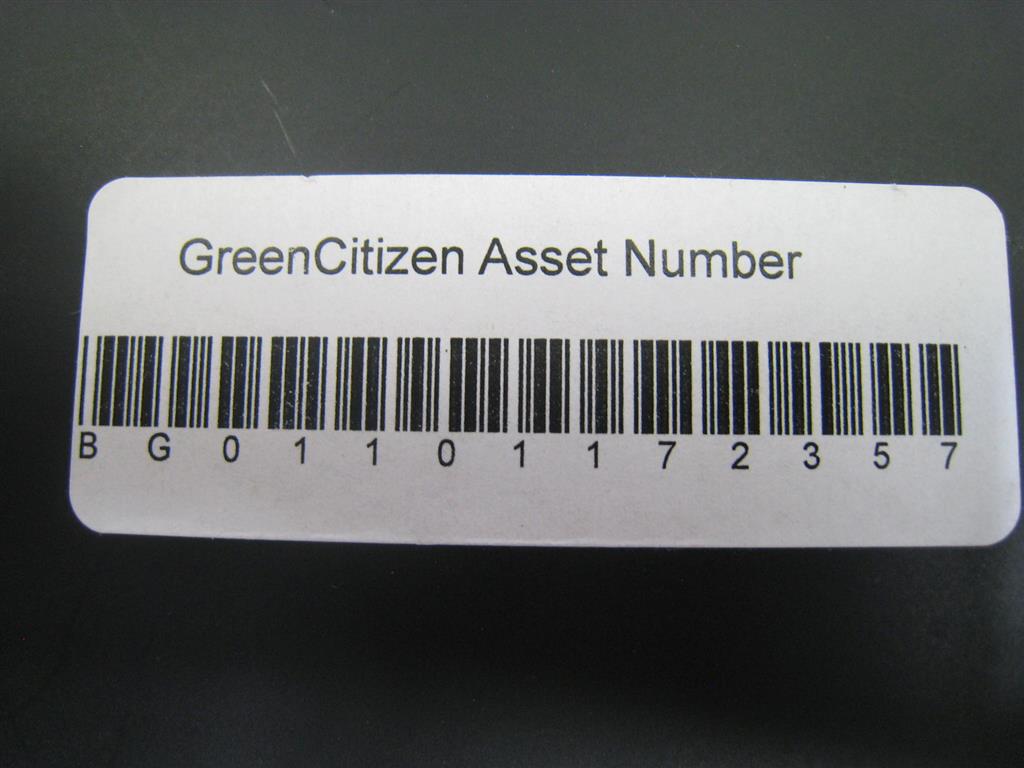 GreenCitizen Asset Number
B G 0 1 1 0 1 1 7 2 3 5 7